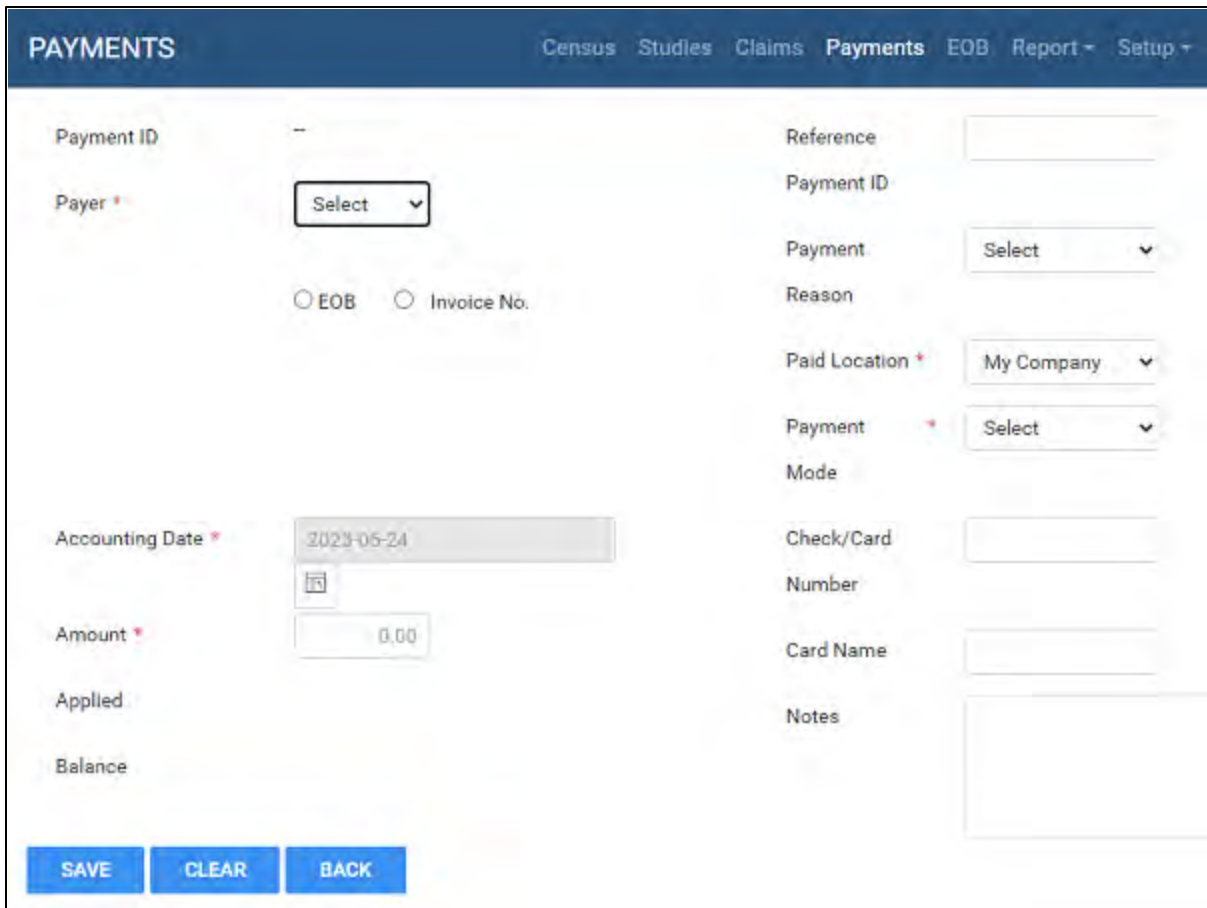 PAYMENTS Census Studies Claims Payments EOB Report Setup
Payment ID --
Payer * Select
EOB Invoice No.
Accounting Date * 2023-05-24
Amount * 0.00
Applied
Balance
Reference
Payment ID
Payment Select
Reason
Paid Location * My Company
Payment * Select
Mode
Check/Card
Number
Card Name
Notes
SAVE CLEAR BACK